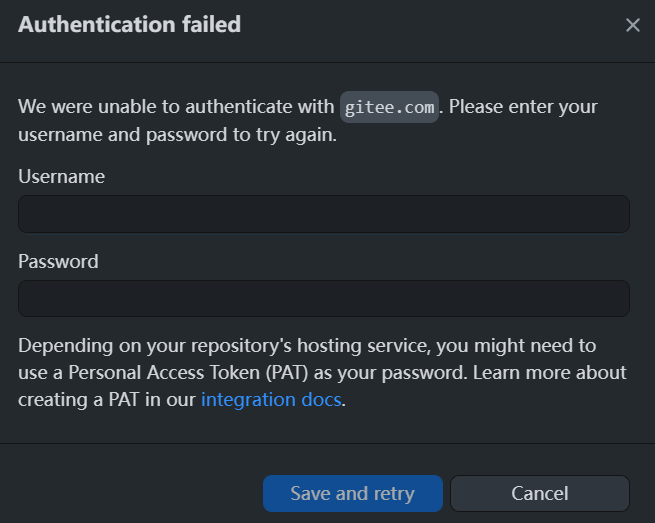 Authentication failed
We were unable to authenticate with gitee.com. Please enter your
username and password to try again.
Username
Password
Depending on your repository's hosting service, you might need to
use a Personal Access Token (PAT) as your password. Learn more about
creating a PAT in our integration docs.
Save and retry
Cancel